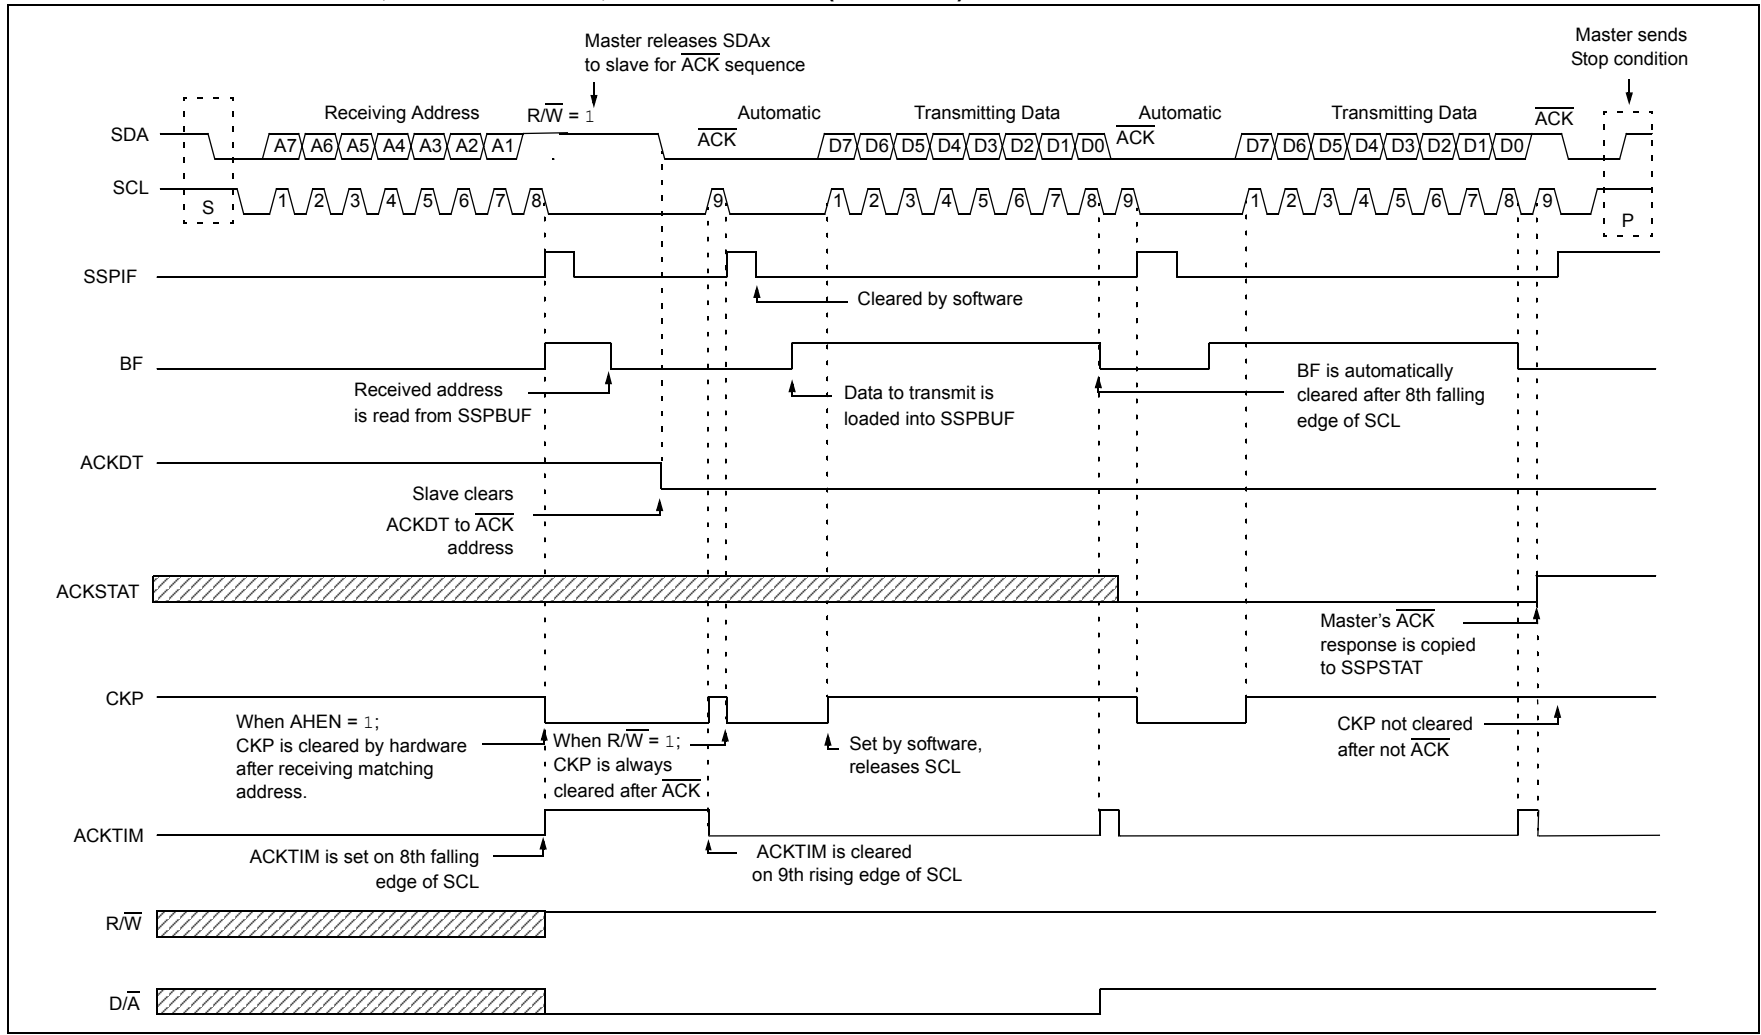 Master releases SDAx
to slave for ACK sequence
Master sends
Stop condition
Receiving Address
R/W = 1
Automatic
Transmitting Data
Automatic
Transmitting Data
ACK
SDA
A7 A6 A5 A4 A3 A2 A1
ACK
D7 D6 D5 D4 D3 D2 D1 D0
ACK
D7 D6 D5 D4 D3 D2 D1 D0
SCL
S
1 2 3 4 5 6 7 8 9
1 2 3 4 5 6 7 8 9
1 2 3 4 5 6 7 8 9
P
SSPIF
Cleared by software
BF
Received address
is read from SSPBUF
Data to transmit is
loaded into SSPBUF
BF is automatically
cleared after 8th falling
edge of SCL
ACKDT
Slave clears
ACKDT to ACK
address
ACKSTAT
Master's ACK
response is copied
to SSPSTAT
CKP
When AHEN = 1;
CKP is cleared by hardware
after receiving matching
address.
When R/W = 1;
CKP is always
cleared after ACK
Set by software,
releases SCL
CKP not cleared
after not ACK
ACKTIM
ACKTIM is set on 8th falling
edge of SCL
ACKTIM is cleared
on 9th rising edge of SCL
R/W
D/A